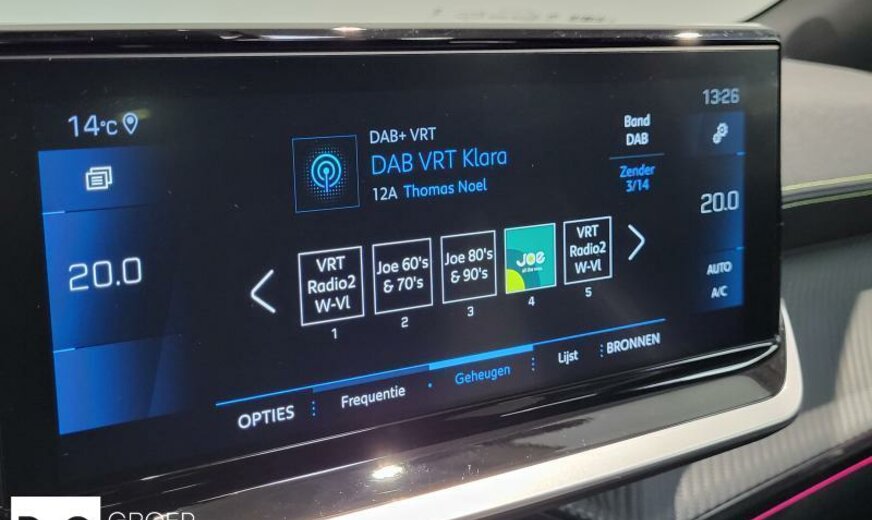 14°C
13:26
DAB+ VRT
DAB VRT Klara
12A Thomas Noel
Band
DAB
Zender
3/14
20.0
20.0
AUTO
A/C
VRT
Radio2
W-Vl
1
Joe 60's
& 70's
2
Joe 80's
& 90's
3
Joe
4
VRT
Radio2
W-Vl
5
OPTIES
Frequentie
Geheugen
Lijst
BRONNEN